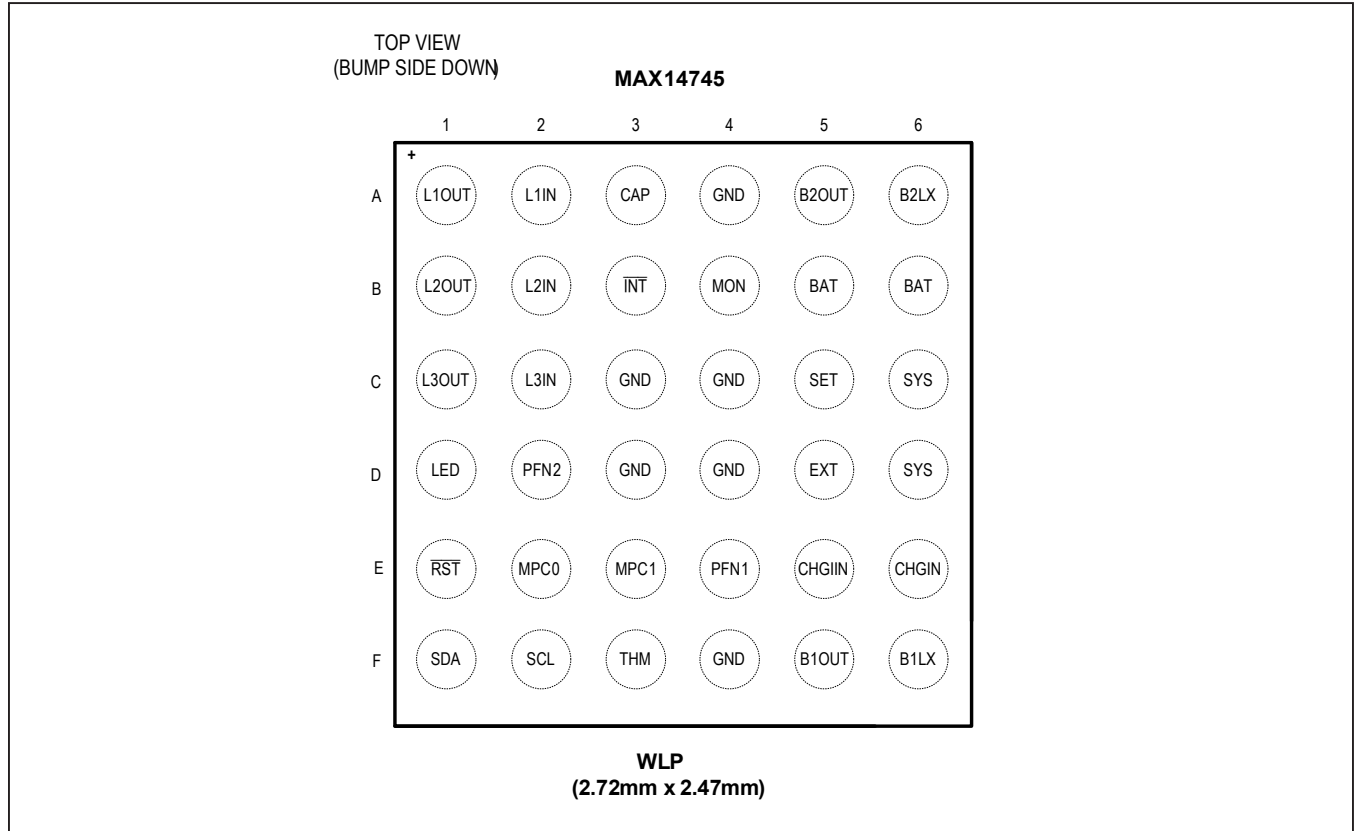 TOP VIEW
(BUMP SIDE DOWN)
MAX14745
1 2 3 4 5 6
+
A L1OUT L1IN CAP GND B2OUT B2LX
B L2OUT L2IN I̅N̅T̅ MON BAT BAT
C L3OUT L3IN GND GND SET SYS
D LED PFN2 GND GND EXT SYS
E R̅S̅T̅ MPC0 MPC1 PFN1 CHGIIN CHGIN
F SDA SCL THM GND B1OUT B1LX
WLP
(2.72mm x 2.47mm)